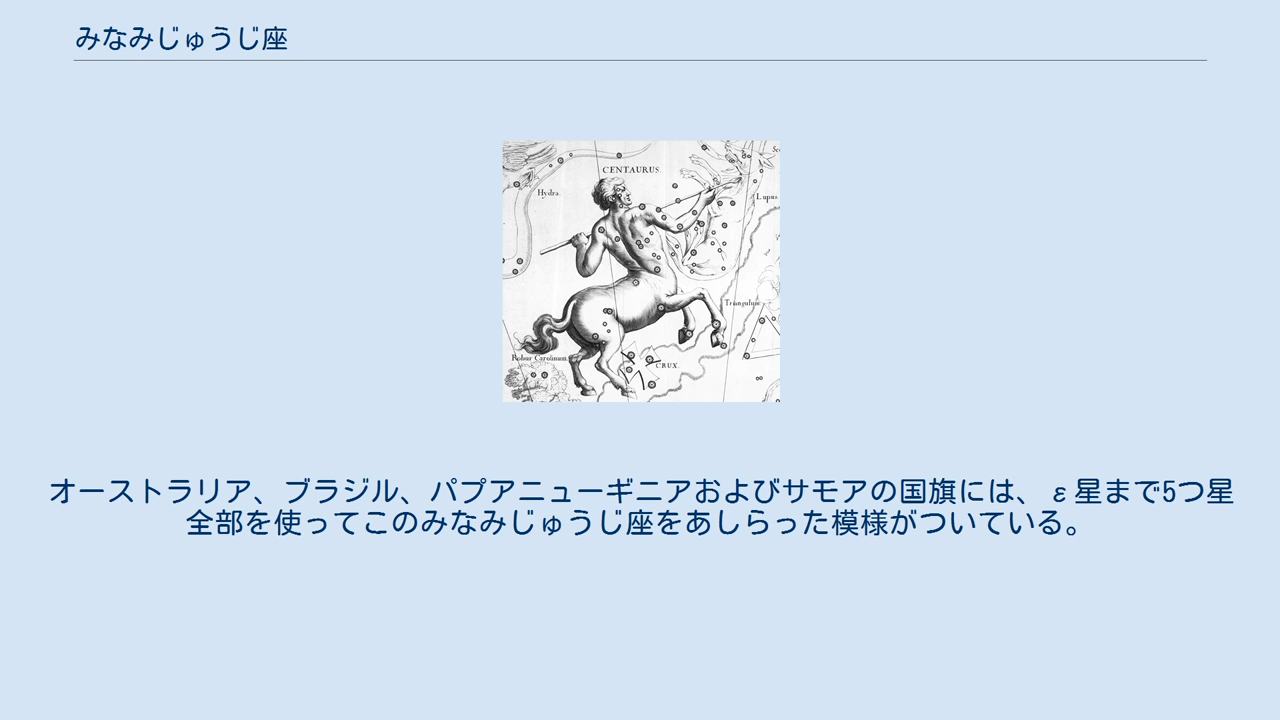 みなみじゅうじ座
CENTAURUS.
Hydra.
Lupus
Triangulum
Robur Carolinum.
CRUX.
オーストラリア、ブラジル、パプアニューギニアおよびサモアの国旗には、ε星まで5つ星
全部を使ってこのみなみじゅうじ座をあしらった模様がついている。